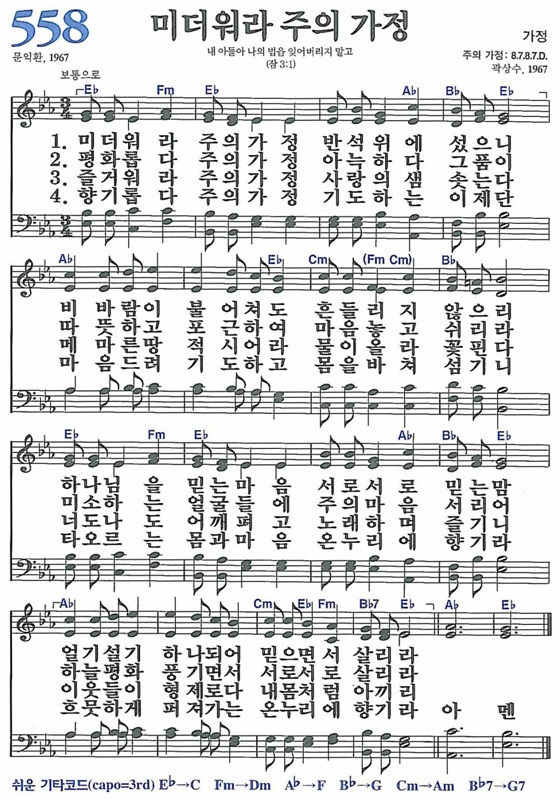 558
미더워라 주의 가정
가정
내 아들아 나의 법을 잊어버리지 말고
(잠 3:1)
문익환, 1967
주의 가정: 8.7.8.7.D.
곽상수, 1967
보통으로
E♭ Fm E♭ A♭ B♭ E♭
1. 미더워라 주의가정 반석위에 섰으니
2. 평화롭다 주의가정 아늑하다 그품이
3. 즐거워라 주의가정 사랑의샘 솟는다
4. 향기롭다 주의가정 기도하는 이제단
A♭ E♭ Cm (Fm Cm) B♭
비바람이 불어쳐도 흔들리지 않으리
따뜻하고 포근하여 마음놓고 쉬리라
메마른땅 적시어라 꽃핀다
마음드려 기도하고 몸을바쳐 섬기니
E♭ Fm E♭ A♭ B♭ E♭
하나님을 믿는마음 서로서로 믿는맘
미소하는 얼굴들에 주의마음 서리어
너도나도 어깨펴고 노래하며 즐기니
타오르는 몸과마음 온누리에 향기라
A♭ E♭ Cm E♭ Fm B♭7 E♭ A♭ E♭
얼기설기 하나되어 믿으면서 살리라
하늘평화 풍기면서 서로서로 살리라
이웃들이 형제로다 내몸처럼 아끼리
흐뭇하게 퍼져가는 온누리에 향기라 아 멘
쉬운 기타코드(capo=3rd) E♭→C Fm→Dm A♭→F B♭→G Cm→Am B♭7→G7